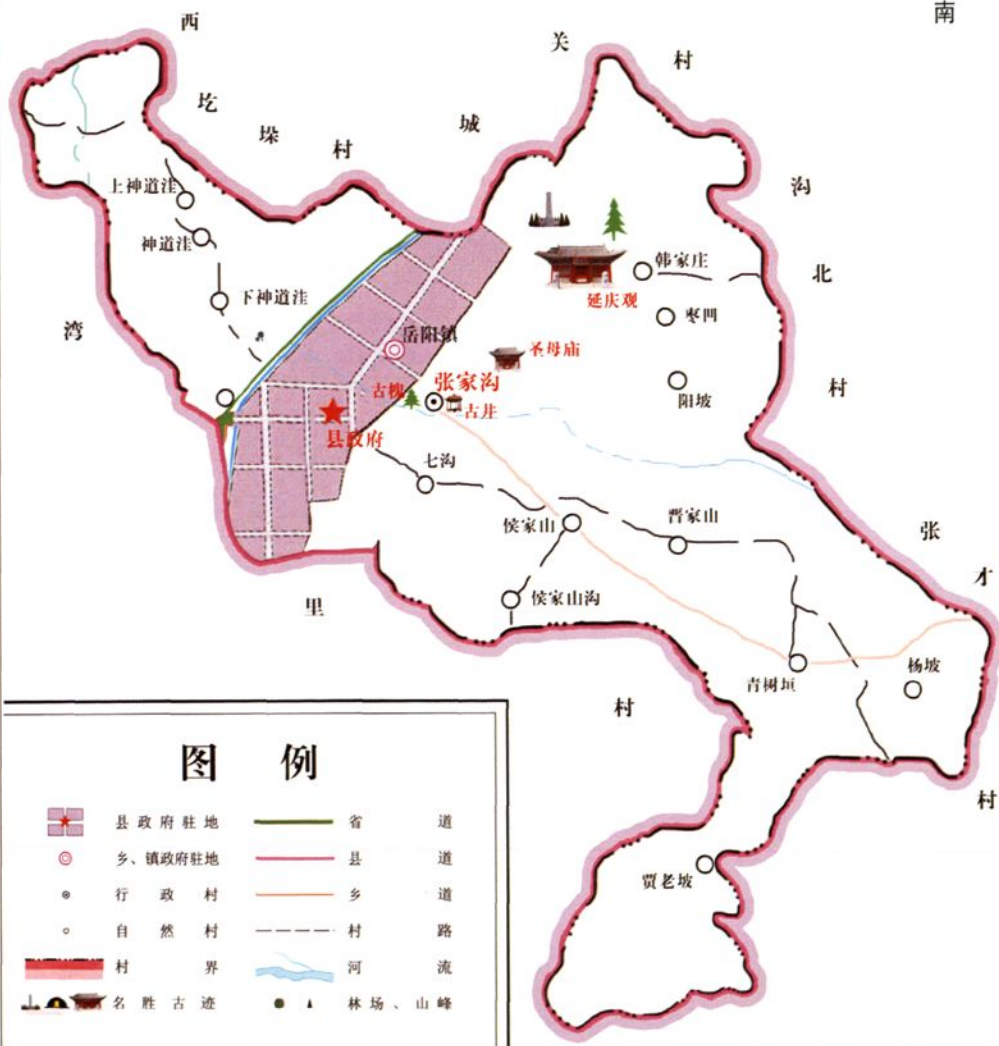 南
西
圪
垛
村
城
关
村
沟
北
村
湾
里
村
张
才
村
上神道洼
神道洼
下神道洼
岳阳镇
韩家庄
延庆观
枣凹
圣母庙
阳坡
古槐
张家沟
古井
县政府
七沟
侯家山
晋家山
侯家山沟
青树垣
杨坡
贾老坡
图例
县政府驻地
省道
乡、镇政府驻地
县道
行政村
乡道
自然村
村路
村界
河流
名胜古迹
林场、山峰